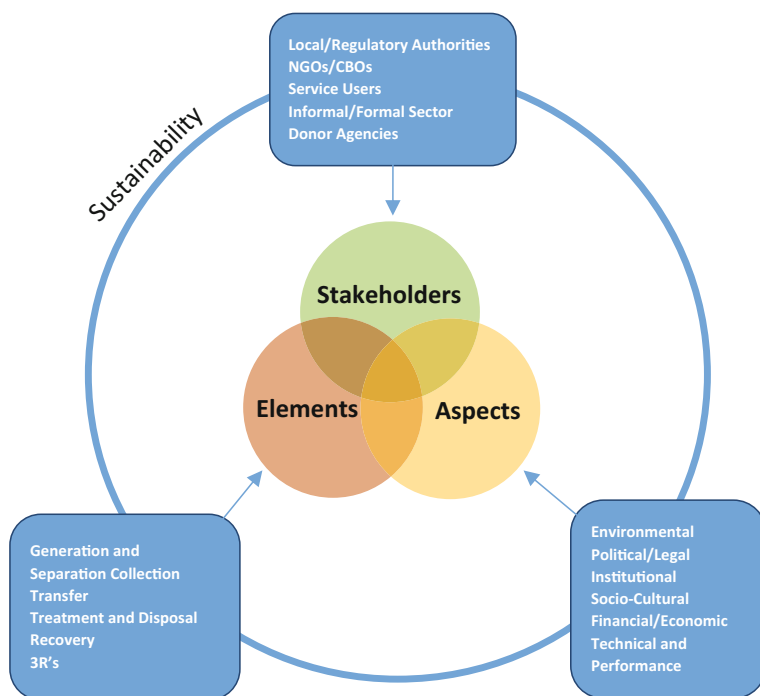 Local/Regulatory Authorities
NGOs/CBOs
Service Users
Informal/Formal Sector
Donor Agencies
Sustainability
Stakeholders
Elements
Aspects
Generation and
Separation Collection
Transfer
Treatment and Disposal
Recovery
3R's
Environmental
Political/Legal
Institutional
Socio-Cultural
Financial/Economic
Technical and
Performance